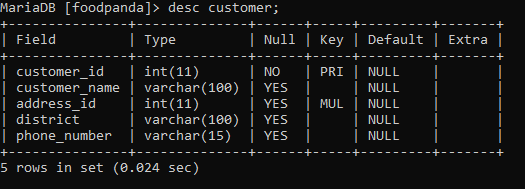 MariaDB [foodpanda]> desc customer;
+---------------+--------------+------+-----+---------+-------+
| Field         | Type         | Null | Key | Default | Extra |
+---------------+--------------+------+-----+---------+-------+
| customer_id   | int(11)      | NO   | PRI | NULL    |       |
| customer_name | varchar(100) | YES  |     | NULL    |       |
| address_id    | int(11)      | YES  | MUL | NULL    |       |
| district      | varchar(100) | YES  |     | NULL    |       |
| phone_number  | varchar(15)  | YES  |     | NULL    |       |
+---------------+--------------+------+-----+---------+-------+
5 rows in set (0.024 sec)